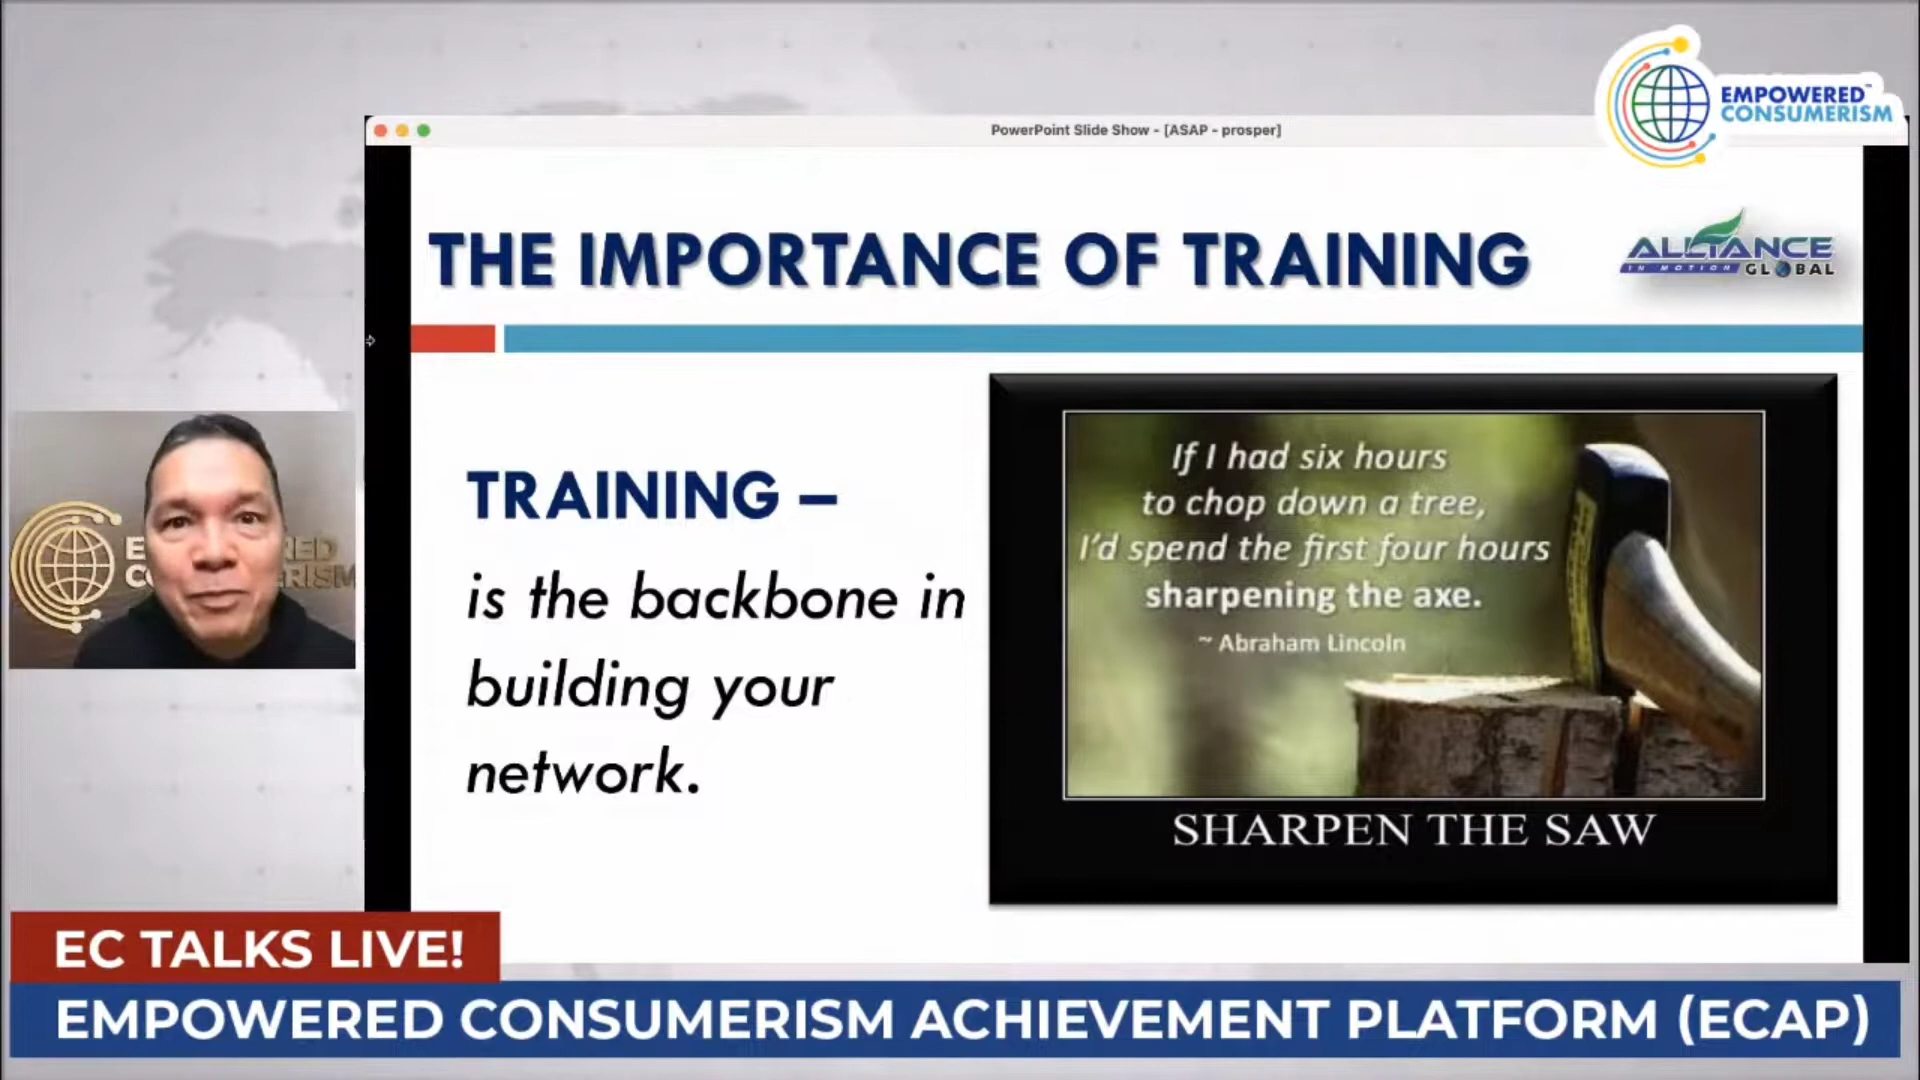 EMPOWERED™
CONSUMERISM
PowerPoint Slide Show - [ASAP - prosper]
THE IMPORTANCE OF TRAINING
ALLIANCE
IN MOTION GLOBAL
TRAINING –
is the backbone in
building your
network.
If I had six hours
to chop down a tree,
I'd spend the first four hours
sharpening the axe.
~ Abraham Lincoln
SHARPEN THE SAW
EC TALKS LIVE!
EMPOWERED CONSUMERISM ACHIEVEMENT PLATFORM (ECAP)